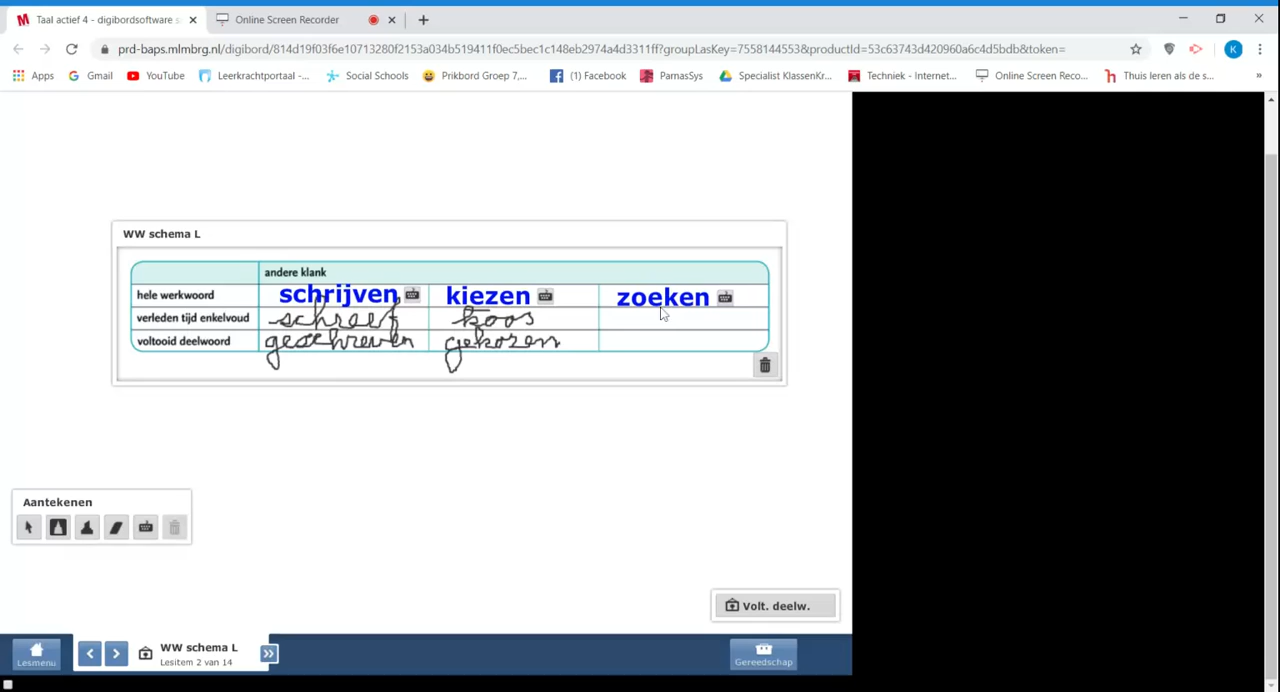 Taal actief 4 - digibordsoftware s
Online Screen Recorder
prd-baps.mlmbrg.nl/digibord/814d19f03f6e10713280f2153a034b519411f0ec5bec1c148eb2974a4d3311ff?groupLasKey=7558144553&productId=53c63743d420960a6c4d5bdb&token=
K
Apps Gmail YouTube Leerkrachtportaal -... Social Schools Prikbord Groep 7,... (1) Facebook ParnasSys Specialist KlassenKr... Techniek - Internet... Online Screen Reco... Thuis leren als de s... »
WW schema L
andere klank
hele werkwoord schrijven kiezen zoeken
verleden tijd enkelvoud schreef koos
voltooid deelwoord geschreven gekozen
Aantekenen
Volt. deelw.
WW schema L
Lesmenu Lesitem 2 van 14 Gereedschap